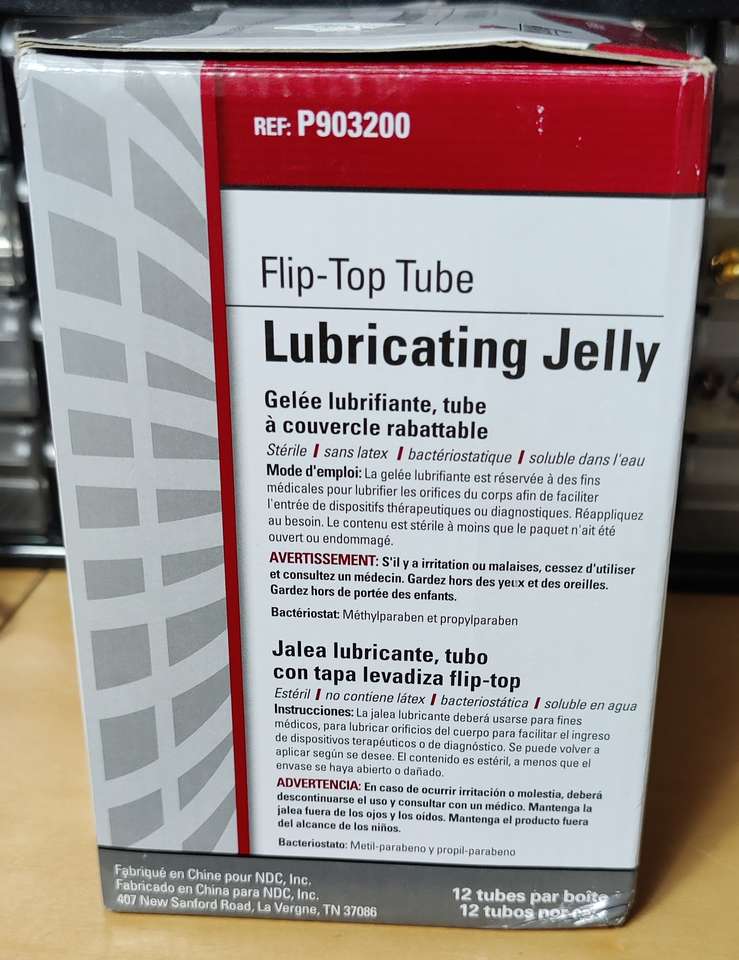 REF: P903200
Flip-Top Tube
Lubricating Jelly
Gelée lubrifiante, tube
à couvercle rabattable
Stérile | sans latex | bactériostatique | soluble dans l'eau
Mode d'emploi: La gelée lubrifiante est réservée à des fins
médicales pour lubrifier les orifices du corps afin de faciliter
l'entrée de dispositifs thérapeutiques ou diagnostiques. Réappliquez
au besoin. Le contenu est stérile à moins que le paquet n'ait été
ouvert ou endommagé.
AVERTISSEMENT: S'il y a irritation ou malaises, cessez d'utiliser
et consultez un médecin. Gardez hors des yeux et des oreilles.
Gardez hors de portée des enfants.
Bactériostat: Méthylparaben et propylparaben
Jalea lubricante, tubo
con tapa levadiza flip-top
Estéril | no contiene látex | bacteriostática | soluble en agua
Instrucciones: La jalea lubricante deberá usarse para fines
médicos, para lubricar orificios del cuerpo para facilitar el ingreso
de dispositivos terapéuticos o de diagnóstico. Se puede volver a
aplicar según se desee. El contenido es estéril, a menos que el
envase se haya abierto o dañado.
ADVERTENCIA: En caso de ocurrir irritación o molestia, deberá
descontinuarse el uso y consultar con un médico. Mantenga la
jalea fuera de los ojos y los oídos. Mantenga el producto fuera
del alcance de los niños.
Bacteriostato: Metil-parabeno y propil-parabeno
Fabriqué en Chine pour NDC, Inc.
Fabricado en China para NDC, Inc.
407 New Sanford Road, La Vergne, TN 37086
12 tubes par boîte
12 tubos por